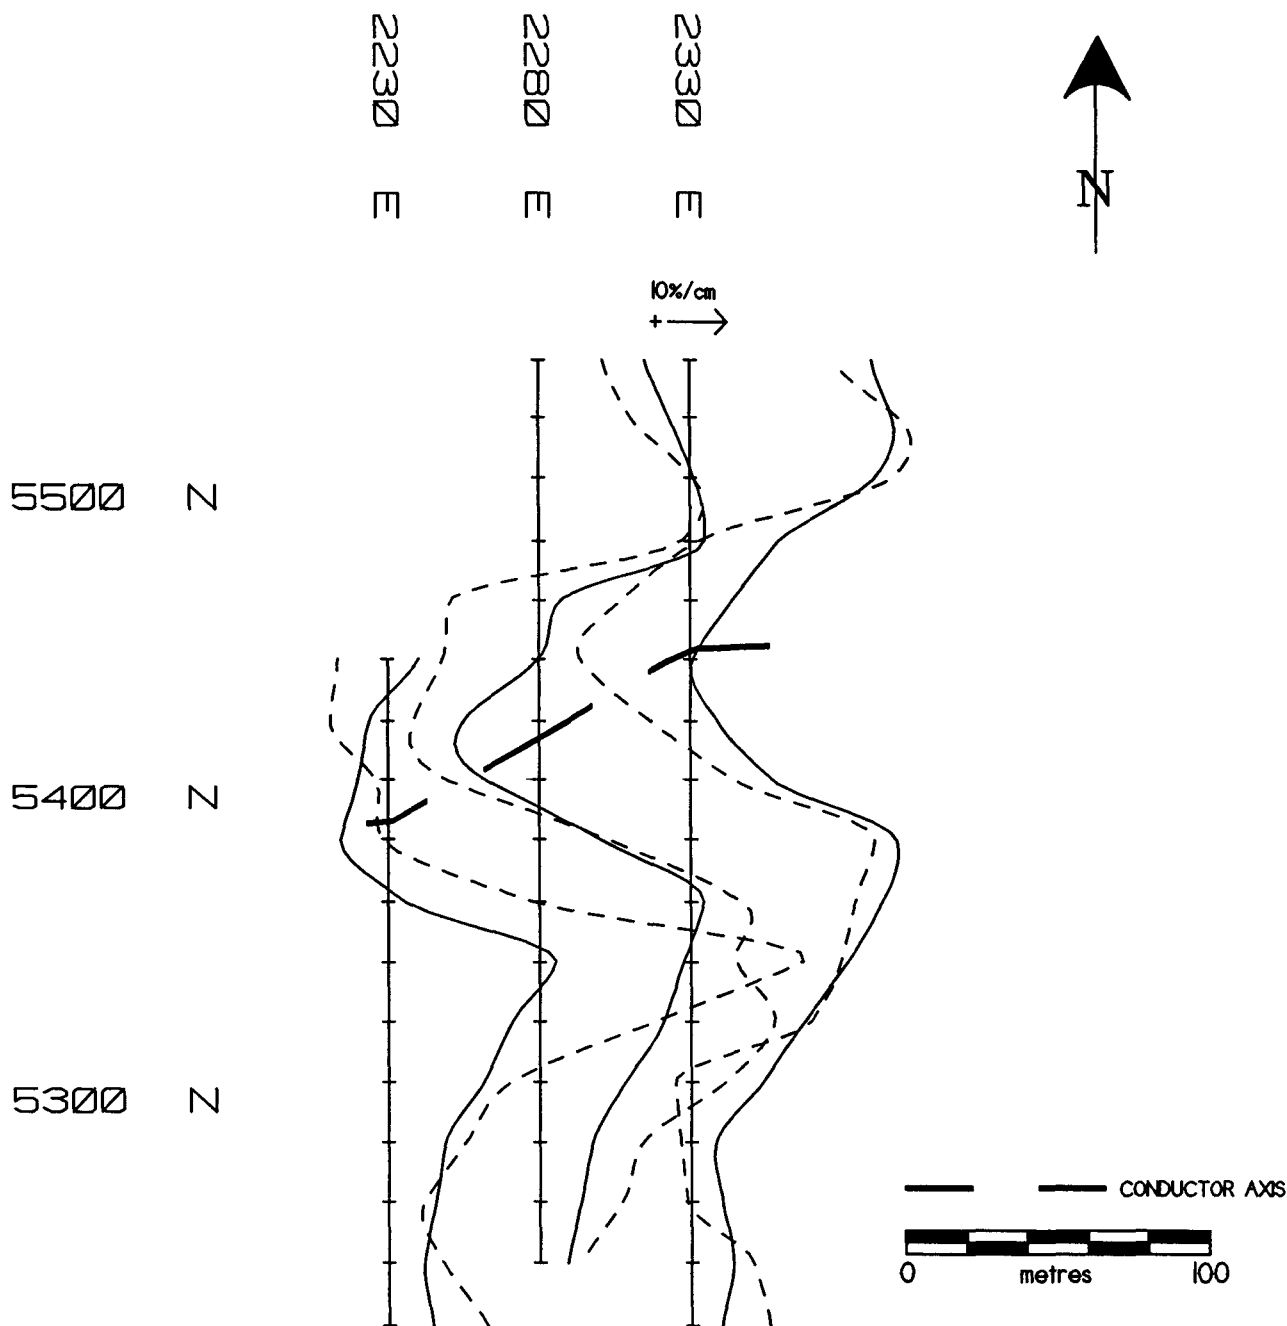 2230 E
2280 E
2330 E
N
10%/cm
+
5500 N
5400 N
5300 N
CONDUCTOR AXIS
0 metres 100